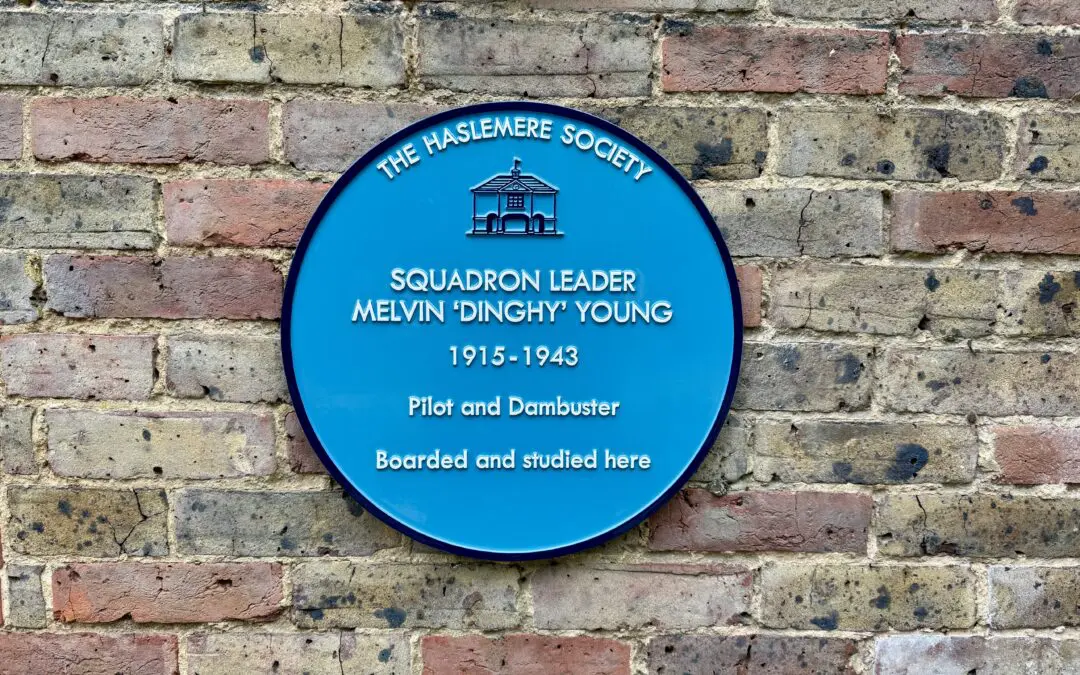 THE HASLEMERE SOCIETY
SQUADRON LEADER
MELVIN ‘DINGHY’ YOUNG
1915-1943
Pilot and Dambuster
Boarded and studied here